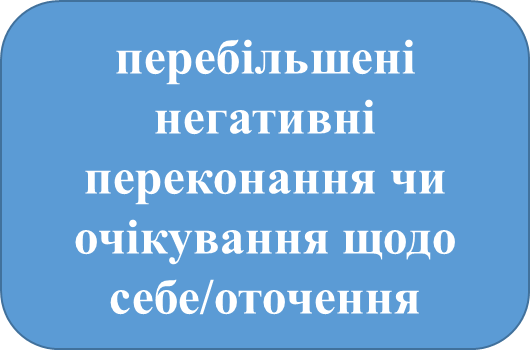 перебільшені
негативні
переконання чи
очікування щодо
себе/оточення